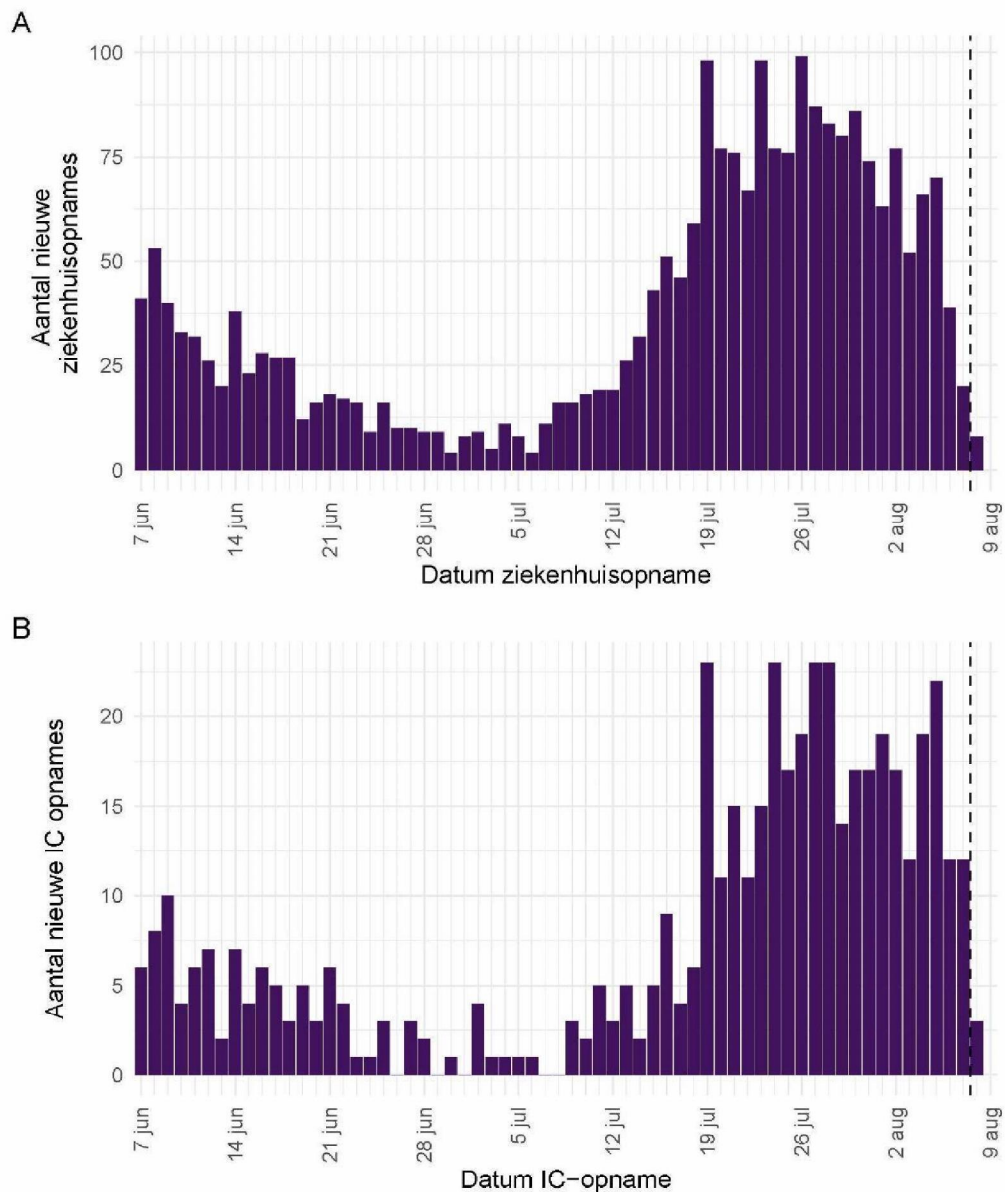 A
100
75
50
25
0
Aantal nieuwe
ziekenhuisopnames
7 jun
14 jun
21 jun
28 jun
5 jul
12 jul
19 jul
26 jul
2 aug
9 aug
Datum ziekenhuisopname
B
20
15
10
5
0
Aantal nieuwe IC opnames
7 jun
14 jun
21 jun
28 jun
5 jul
12 jul
19 jul
26 jul
2 aug
9 aug
Datum IC-opname